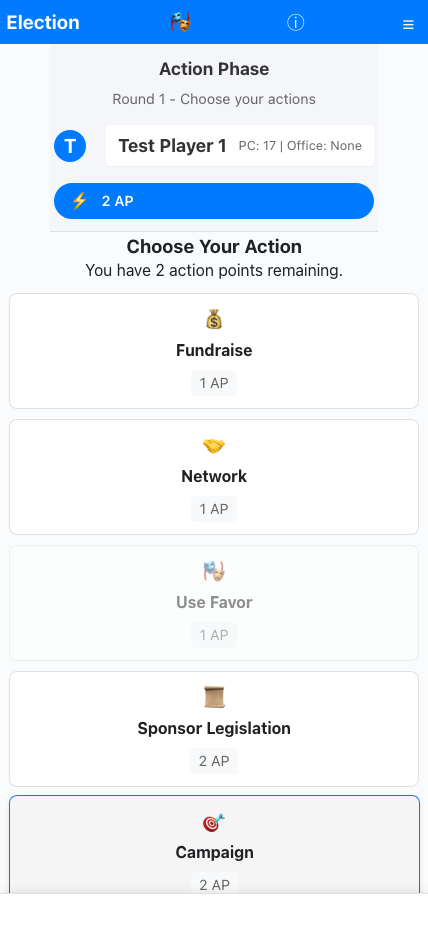 Election
Action Phase
Round 1 - Choose your actions
T
Test Player 1 PC: 17 | Office: None
2 AP
Choose Your Action
You have 2 action points remaining.
Fundraise
1 AP
Network
1 AP
Use Favor
1 AP
Sponsor Legislation
2 AP
Campaign
2 AP